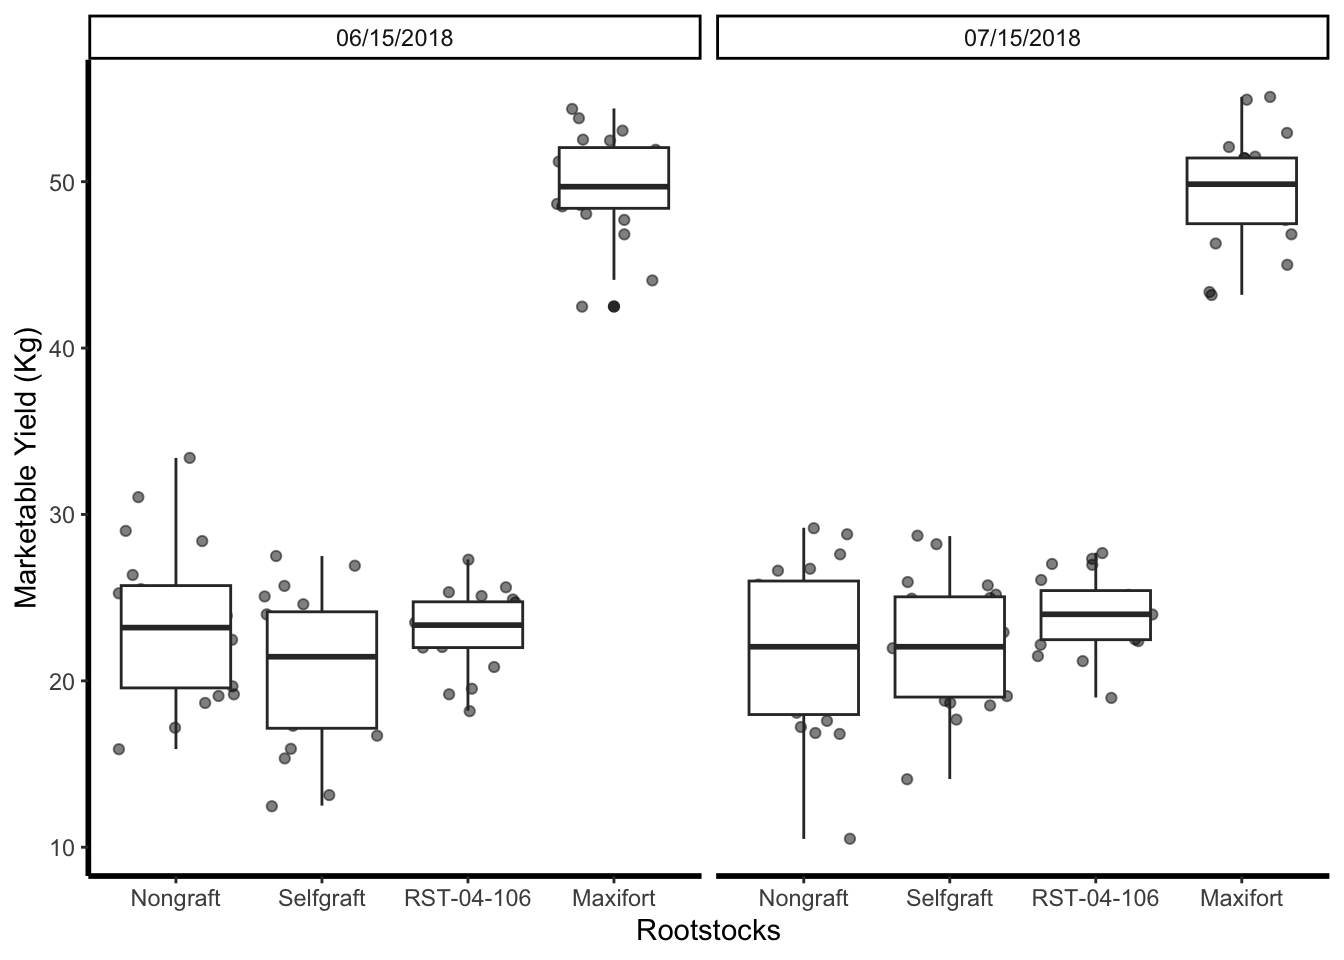 06/15/2018
07/15/2018
Marketable Yield (Kg)
50
40
30
20
10
Nongraft Selfgraft RST-04-106 Maxifort
Nongraft Selfgraft RST-04-106 Maxifort
Rootstocks